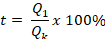 t = Q₁/Qₖ x 100%